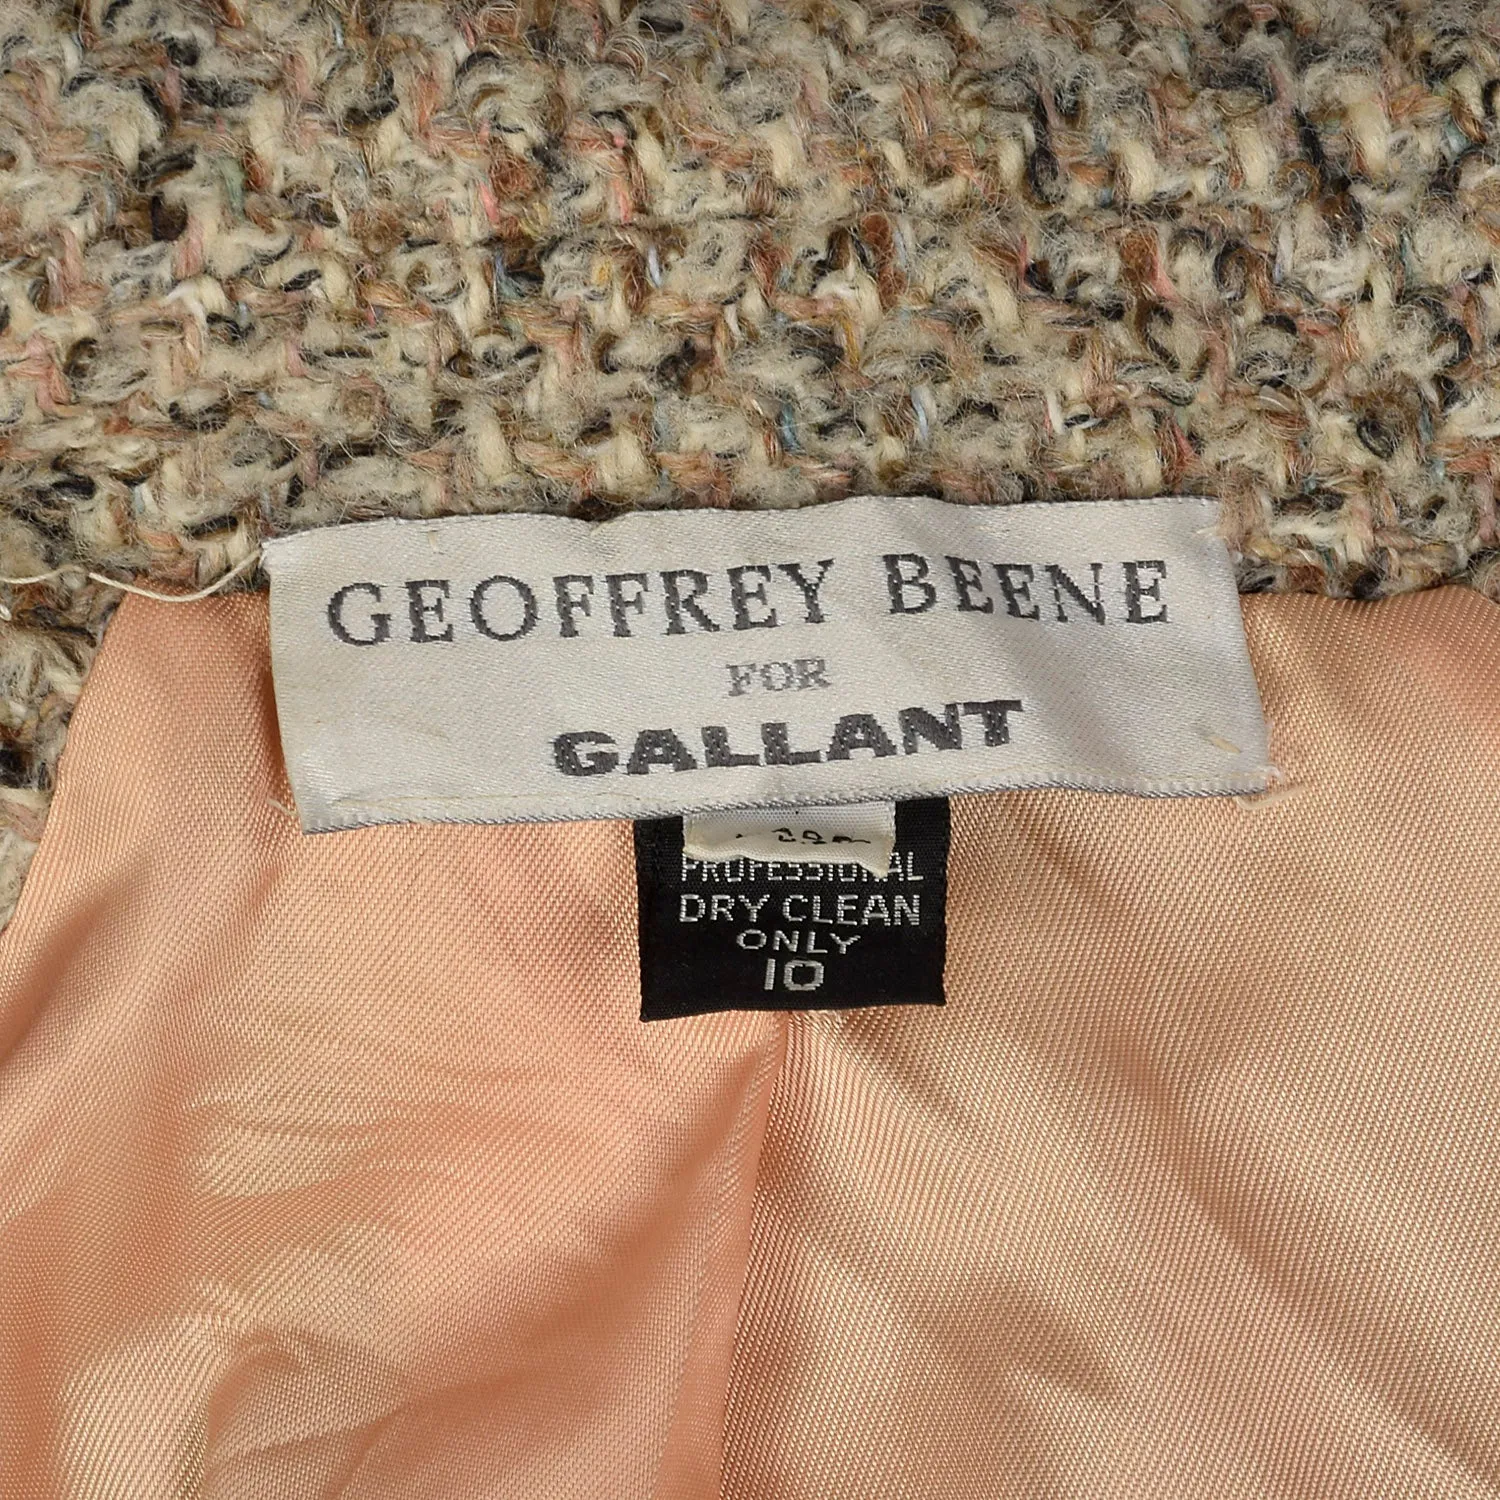 GEOFFREY BEENE
FOR
GALLANT
PROFESSIONAL
DRY CLEAN
ONLY
10